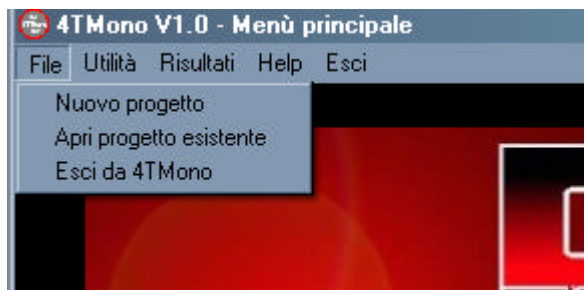 4TMono V1.0 - Menù principale
File Utilità Risultati Help Esci
Nuovo progetto
Apri progetto esistente
Esci da 4TMono